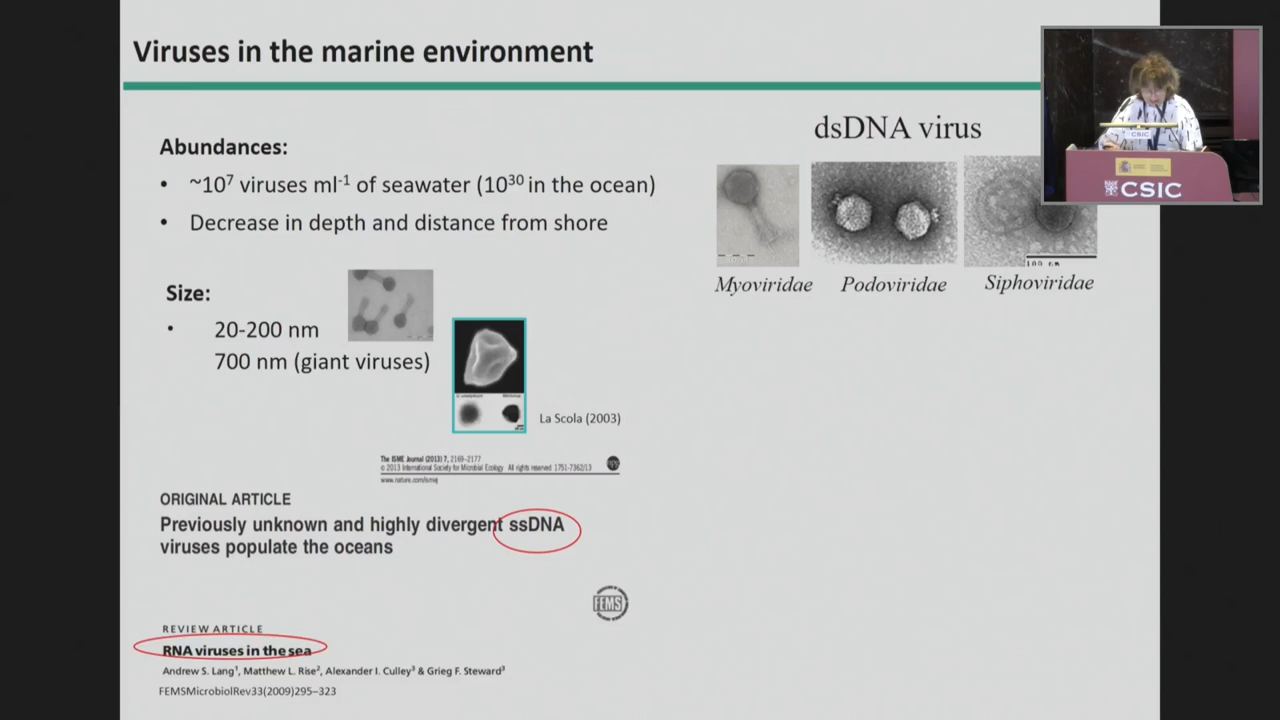 Viruses in the marine environment
Abundances:
• ~10⁷ viruses ml⁻¹ of seawater (10³⁰ in the ocean)
• Decrease in depth and distance from shore
Size:
• 20-200 nm
700 nm (giant viruses)
La Scola (2003)
dsDNA virus
100 nm
Myoviridae Podoviridae Siphoviridae
CSIC
CSIC
The ISME Journal (2013) 7, 2169–2177
© 2013 International Society for Microbial Ecology All rights reserved 1751-7362/13
www.nature.com/ismej
ORIGINAL ARTICLE
Previously unknown and highly divergent ssDNA
viruses populate the oceans
FEMS
REVIEW ARTICLE
RNA viruses in the sea
Andrew S. Lang¹, Matthew L. Rise², Alexander I. Culley³ & Grieg F. Steward³
FEMSMicrobiolRev33(2009)295–323